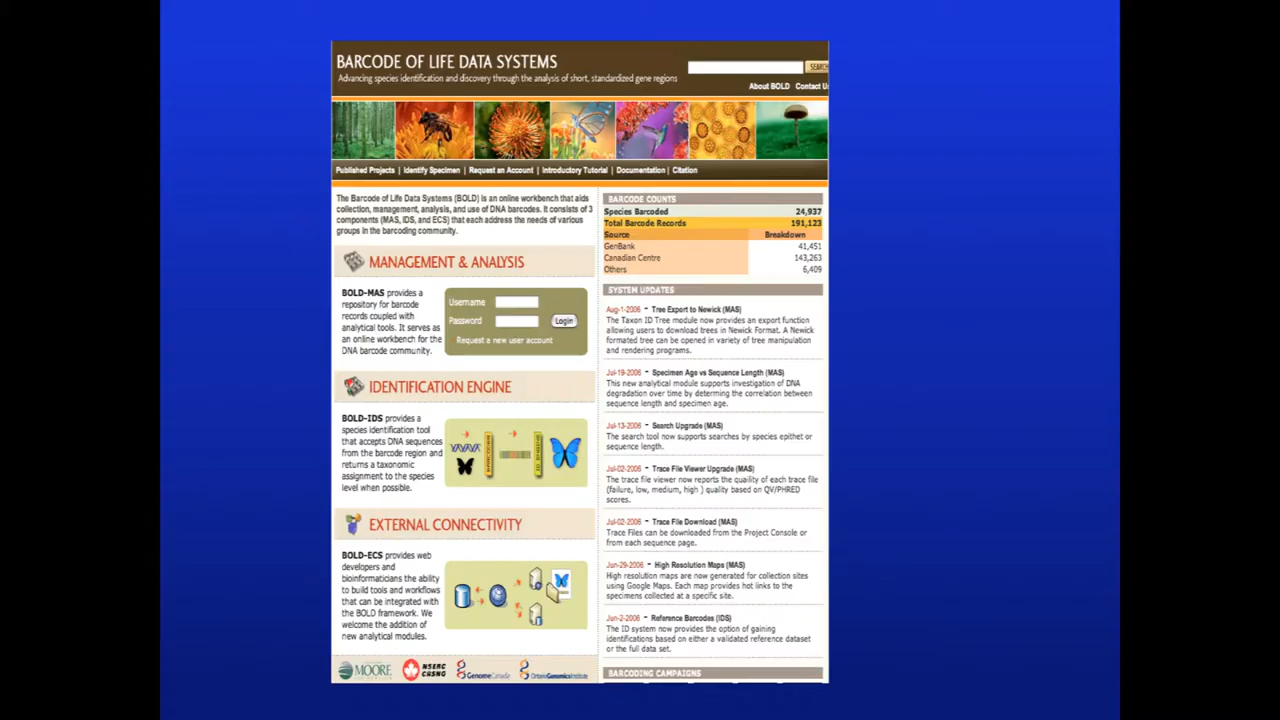 BARCODE OF LIFE DATA SYSTEMS
Advancing species identification and discovery through the analysis of short, standardized gene regions
SEARCH
About BOLD Contact U
Published Projects | Identify Specimen | Request an Account | Introductory Tutorial | Documentation | Citation
The Barcode of Life Data Systems (BOLD) is an online workbench that aids
collection, management, analysis, and use of DNA barcodes. It consists of 3
components (MAS, IDS, and ECS) that each address the needs of various
groups in the barcoding community.
MANAGEMENT & ANALYSIS
BOLD-MAS provides a
repository for barcode
records coupled with
analytical tools. It serves as
an online workbench for the
DNA barcode community.
Username
Password
Login
Request a new user account
IDENTIFICATION ENGINE
BOLD-IDS provides a
species identification tool
that accepts DNA sequences
from the barcode region and
returns a taxonomic
assignment to the species
level when possible.
EXTERNAL CONNECTIVITY
BOLD-ECS provides web
developers and
bioinformaticians the ability
to build tools and workflows
that can be integrated with
the BOLD framework. We
welcome the addition of
new analytical modules.
MOORE
NSERC
CRSNG
GenomeCanada
OntarioGenomicsInstitute
BARCODE COUNTS
Species Barcoded 24,937
Total Barcode Records 191,123
Source Breakdown
GenBank 41,451
Canadian Centre 143,263
Others 6,409
SYSTEM UPDATES
Aug-1-2006 - Tree Export to Newick (MAS)
The Taxon ID Tree module now provides an export function
allowing users to download trees in Newick Format. A Newick
formated tree can be opened in variety of tree manipulation
and rendering programs.
Jul-19-2006 - Specimen Age vs Sequence Length (MAS)
This new analytical module supports investigation of DNA
degradation over time by determing the correlation between
sequence length and specimen age.
Jul-13-2006 - Search Upgrade (MAS)
The search tool now supports searches by species epithet or
sequence length.
Jul-02-2006 - Trace File Viewer Upgrade (MAS)
The trace file viewer now reports the quaility of each trace file
(failure, low, medium, high ) quality based on QV/PHRED
scores.
Jul-02-2006 - Trace File Download (MAS)
Trace Files can be downloaded from the Project Console or
from each sequence page.
Jun-29-2006 - High Resolution Maps (MAS)
High resolution maps are now generated for collection sites
using Google Maps. Each map provides hot links to the
specimens collected at a specific site.
Jun-2-2006 - Reference Barcodes (IDS)
The ID system now provides the option of gaining
identifications based on either a validated reference dataset
or the full data set.
BARCODING CAMPAIGNS